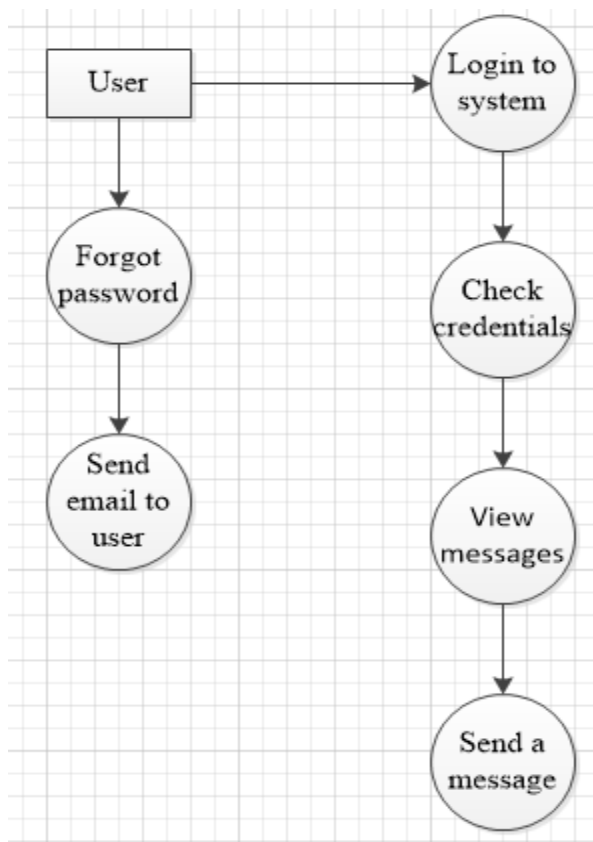 User
Login to
system
Forgot
password
Check
credentials
Send
email to
user
View
messages
Send a
message